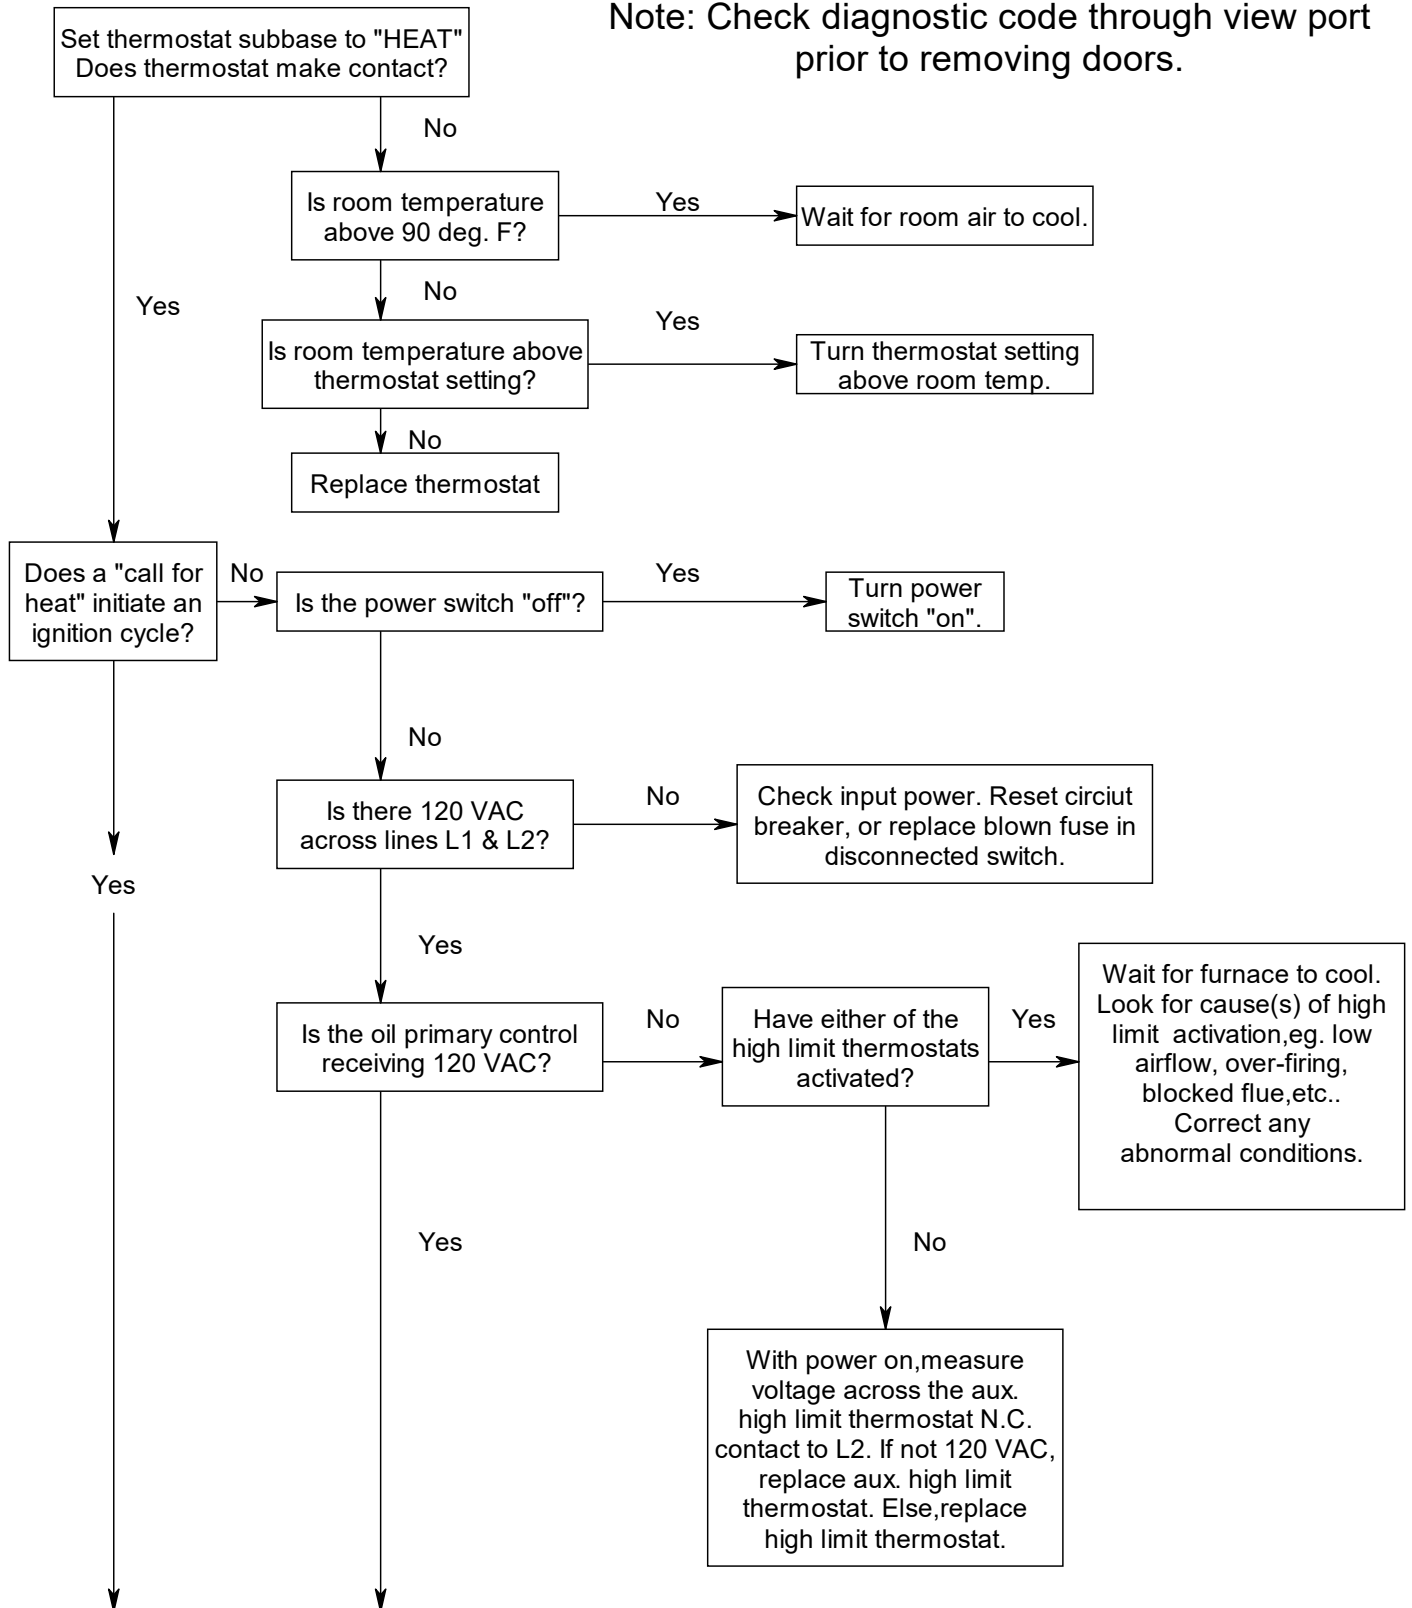 Note: Check diagnostic code through view port
prior to removing doors.
Set thermostat subbase to "HEAT"
Does thermostat make contact?
No
Is room temperature
above 90 deg. F?
Yes
Wait for room air to cool.
Yes
No
Is room temperature above
thermostat setting?
Yes
Turn thermostat setting
above room temp.
No
Replace thermostat
Does a "call for
heat" initiate an
ignition cycle?
No
Is the power switch "off"?
Yes
Turn power
switch "on".
No
Is there 120 VAC
across lines L1 & L2?
No
Check input power. Reset circiut
breaker, or replace blown fuse in
disconnected switch.
Yes
Yes
Is the oil primary control
receiving 120 VAC?
No
Have either of the
high limit thermostats
activated?
Yes
Wait for furnace to cool.
Look for cause(s) of high
limit  activation,eg. low
airflow, over-firing,
blocked flue,etc..
Correct any
abnormal conditions.
Yes
No
With power on,measure
voltage across the aux.
high limit thermostat N.C.
contact to L2. If not 120 VAC,
replace aux. high limit
thermostat. Else,replace
high limit thermostat.